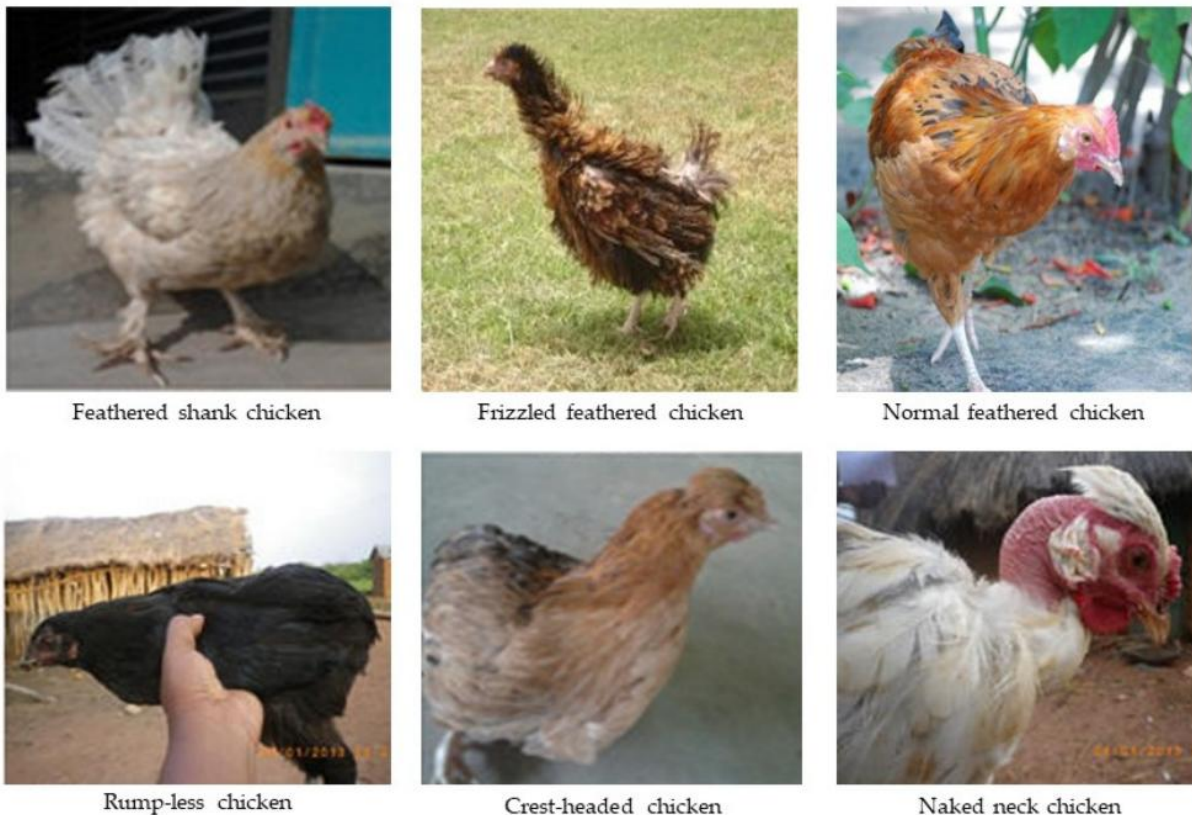 Feathered shank chicken
Frizzled feathered chicken
Normal feathered chicken
Rump-less chicken
Crest-headed chicken
Naked neck chicken